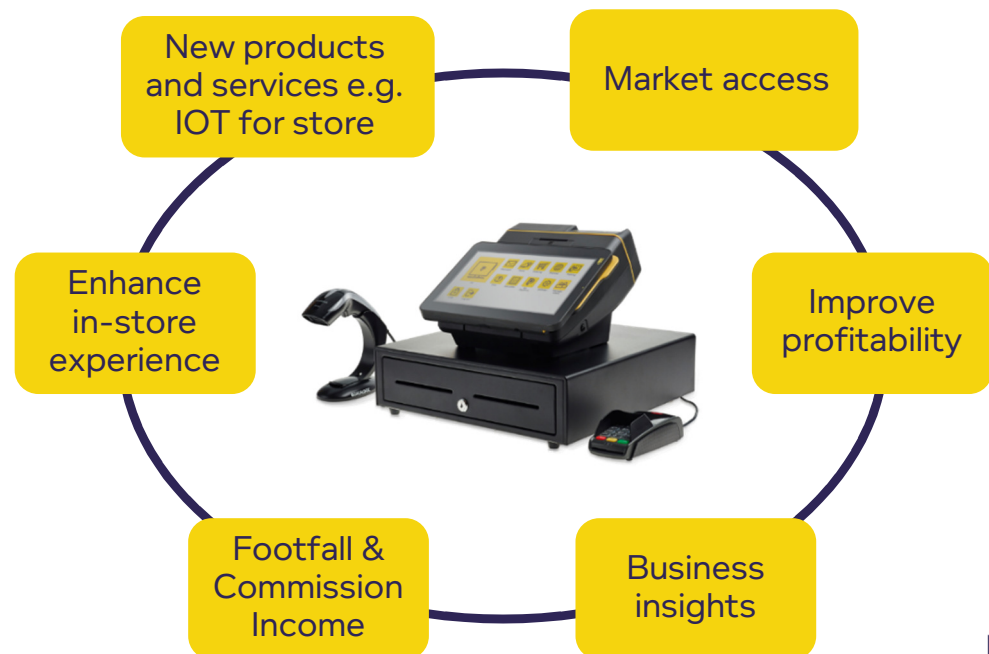 New products
and services e.g.
IOT for store
Market access
Enhance
in-store
experience
Improve
profitability
Footfall &
Commission
Income
Business
insights